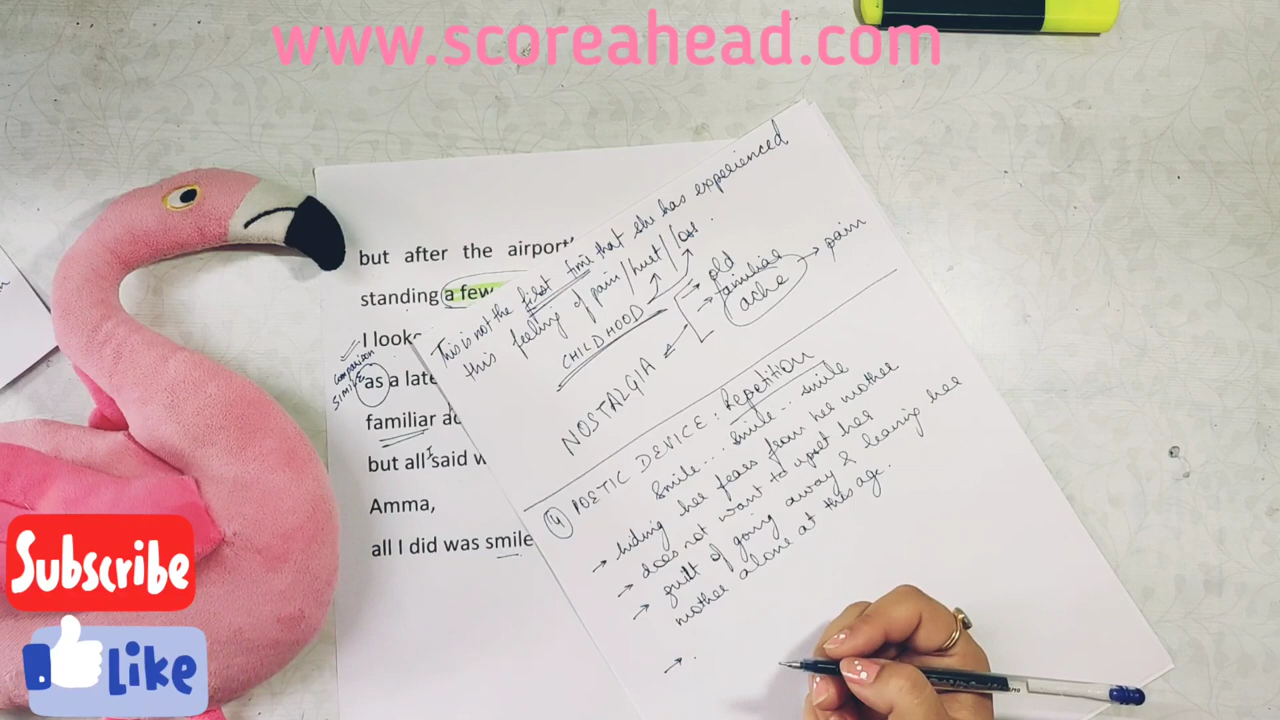 www.scoreahead.com
but after the airport
standing a few
I look
Comparison
SIMILE
as a late
familiar ac
but all I said w
Amma,
all I did was smile
This is not the first time that she has experienced
this feeling of pain/hurt/loss.
CHILDHOOD
→ old
→ familiar
ache → pain
NOSTALGIA
④ POETIC DEVICE: Repetition
Smile... Smile... smile
→ hiding her fears from her mother
→ does not want to upset her
→ guilt of going away & leaving her
mother alone at this age.
→
Subscribe
Like